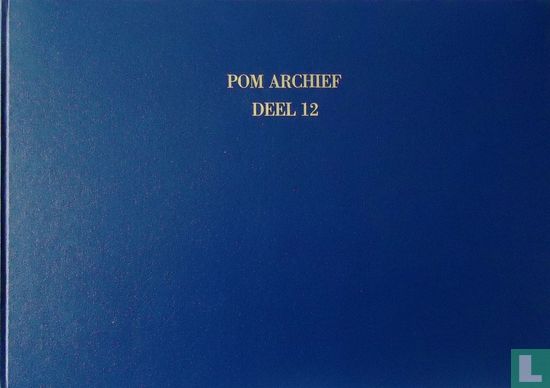 POM ARCHIEF
DEEL 12
L